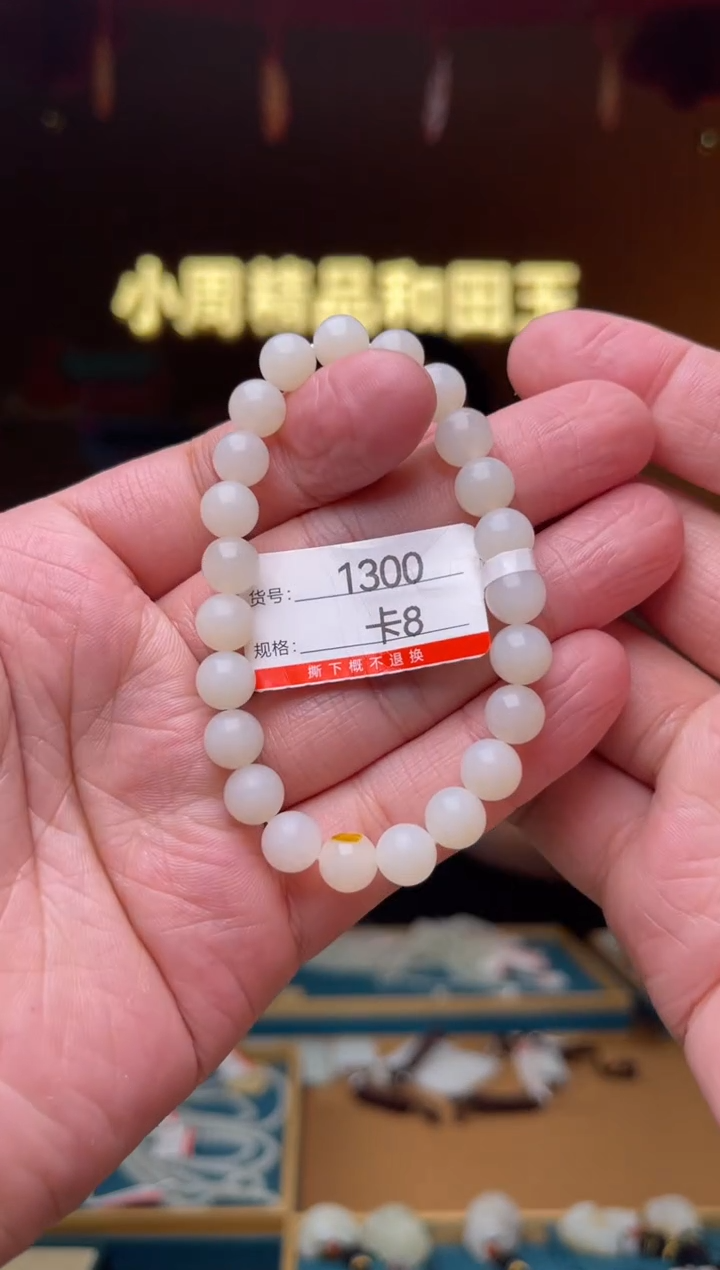 小周精品和田玉
货号: 1300
规格: 卡8
撕下概不退换